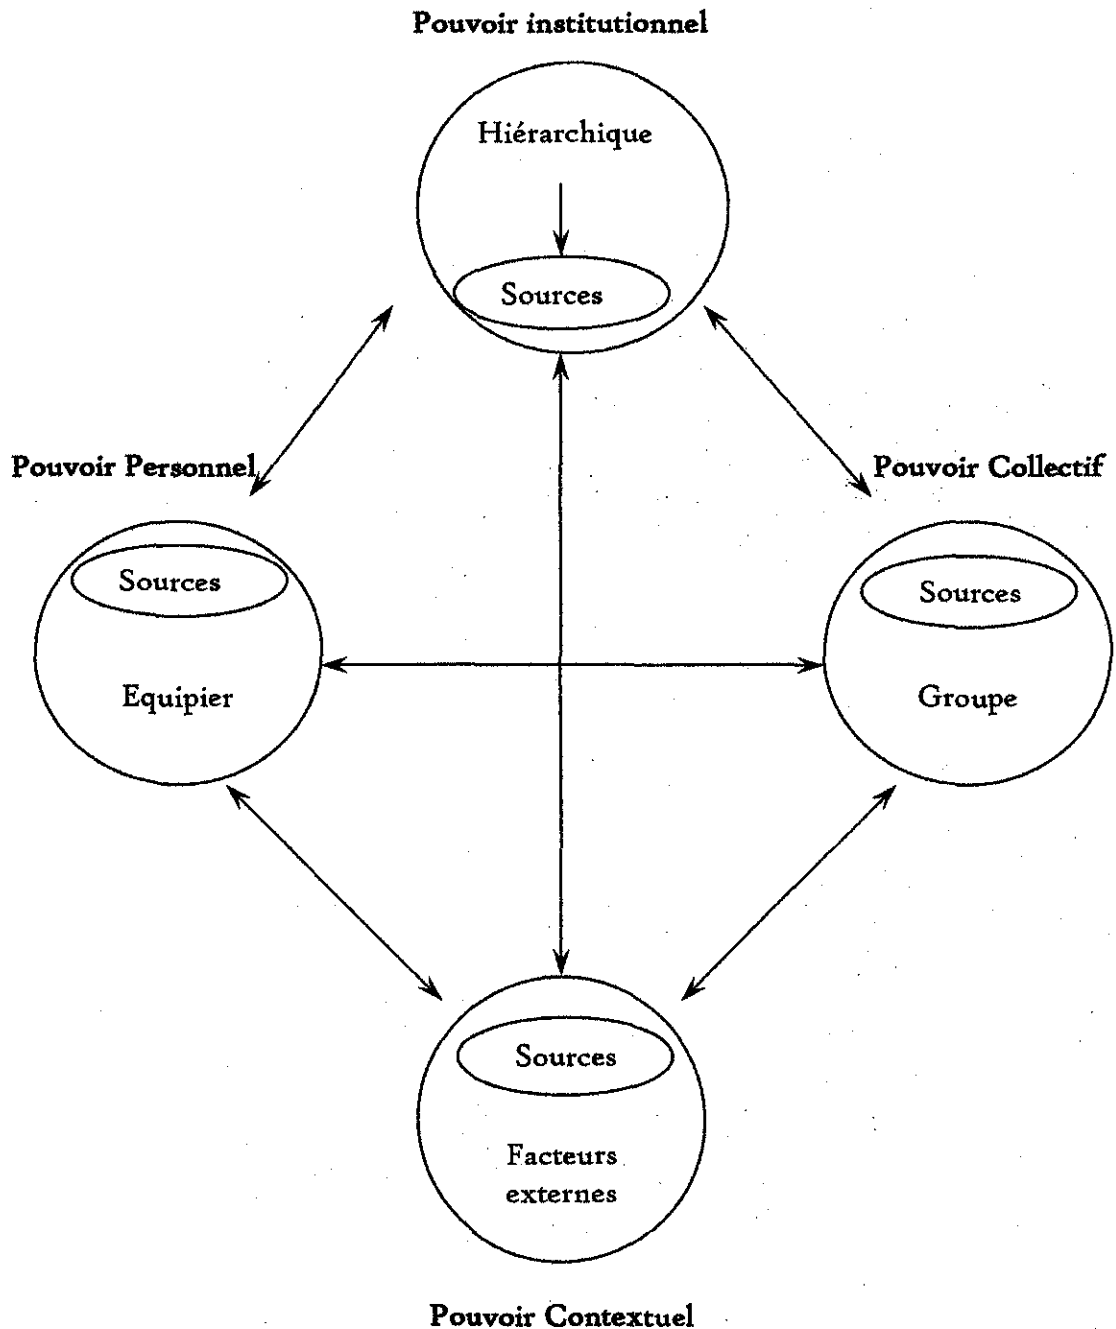 Pouvoir institutionnel
Hiérarchique
Sources
Pouvoir Personnel
Pouvoir Collectif
Sources
Sources
Equipier
Groupe
Sources
Facteurs
externes
Pouvoir Contextuel